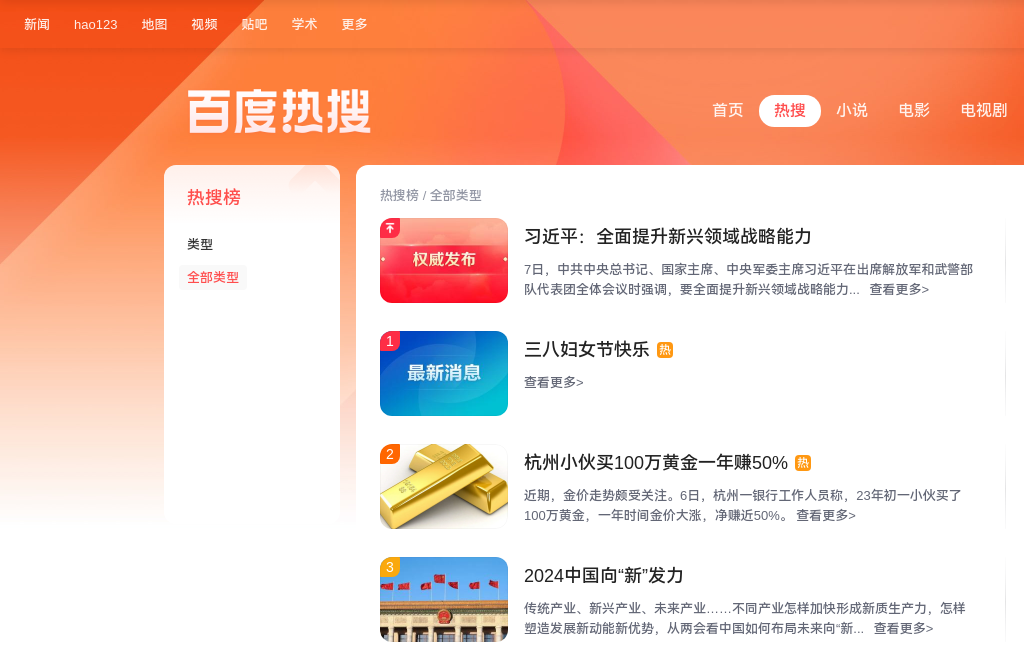 新闻 hao123 地图 视频 贴吧 学术 更多
百度热搜
首页 热搜 小说 电影 电视剧
热搜榜
类型
全部类型
热搜榜 / 全部类型
权威发布
习近平：全面提升新兴领域战略能力
7日，中共中央总书记、国家主席、中央军委主席习近平在出席解放军和武警部
队代表团全体会议时强调，要全面提升新兴领域战略能力... 查看更多>
1
最新消息
三八妇女节快乐 热
查看更多>
2
杭州小伙买100万黄金一年赚50% 热
近期，金价走势颇受关注。6日，杭州一银行工作人员称，23年初一小伙买了
100万黄金，一年时间金价大涨，净赚近50%。 查看更多>
3
2024中国向“新”发力
传统产业、新兴产业、未来产业……不同产业怎样加快形成新质生产力，怎样
塑造发展新动能新优势，从两会看中国如何布局未来向“新... 查看更多>